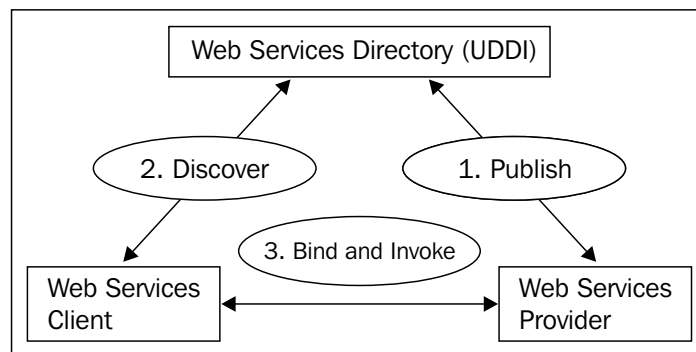 Web Services Directory (UDDI)
2. Discover
1. Publish
3. Bind and Invoke
Web Services
Client
Web Services
Provider